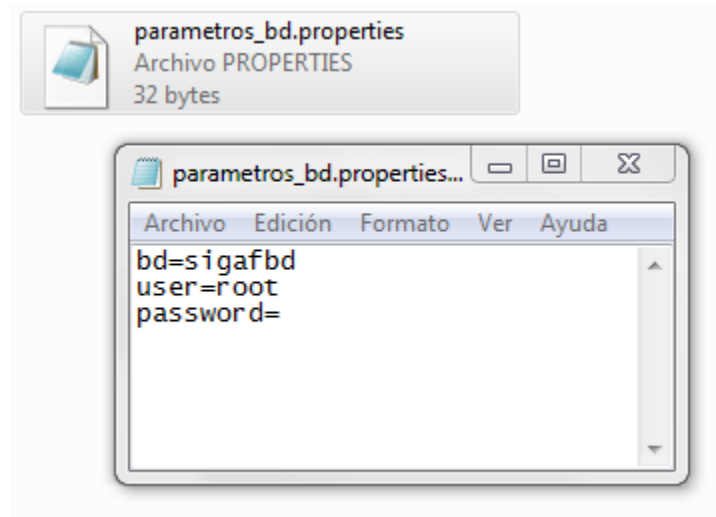 parametros_bd.properties
Archivo PROPERTIES
32 bytes
parametros_bd.properties...
Archivo Edición Formato Ver Ayuda
bd=sigafbd
user=root
password=